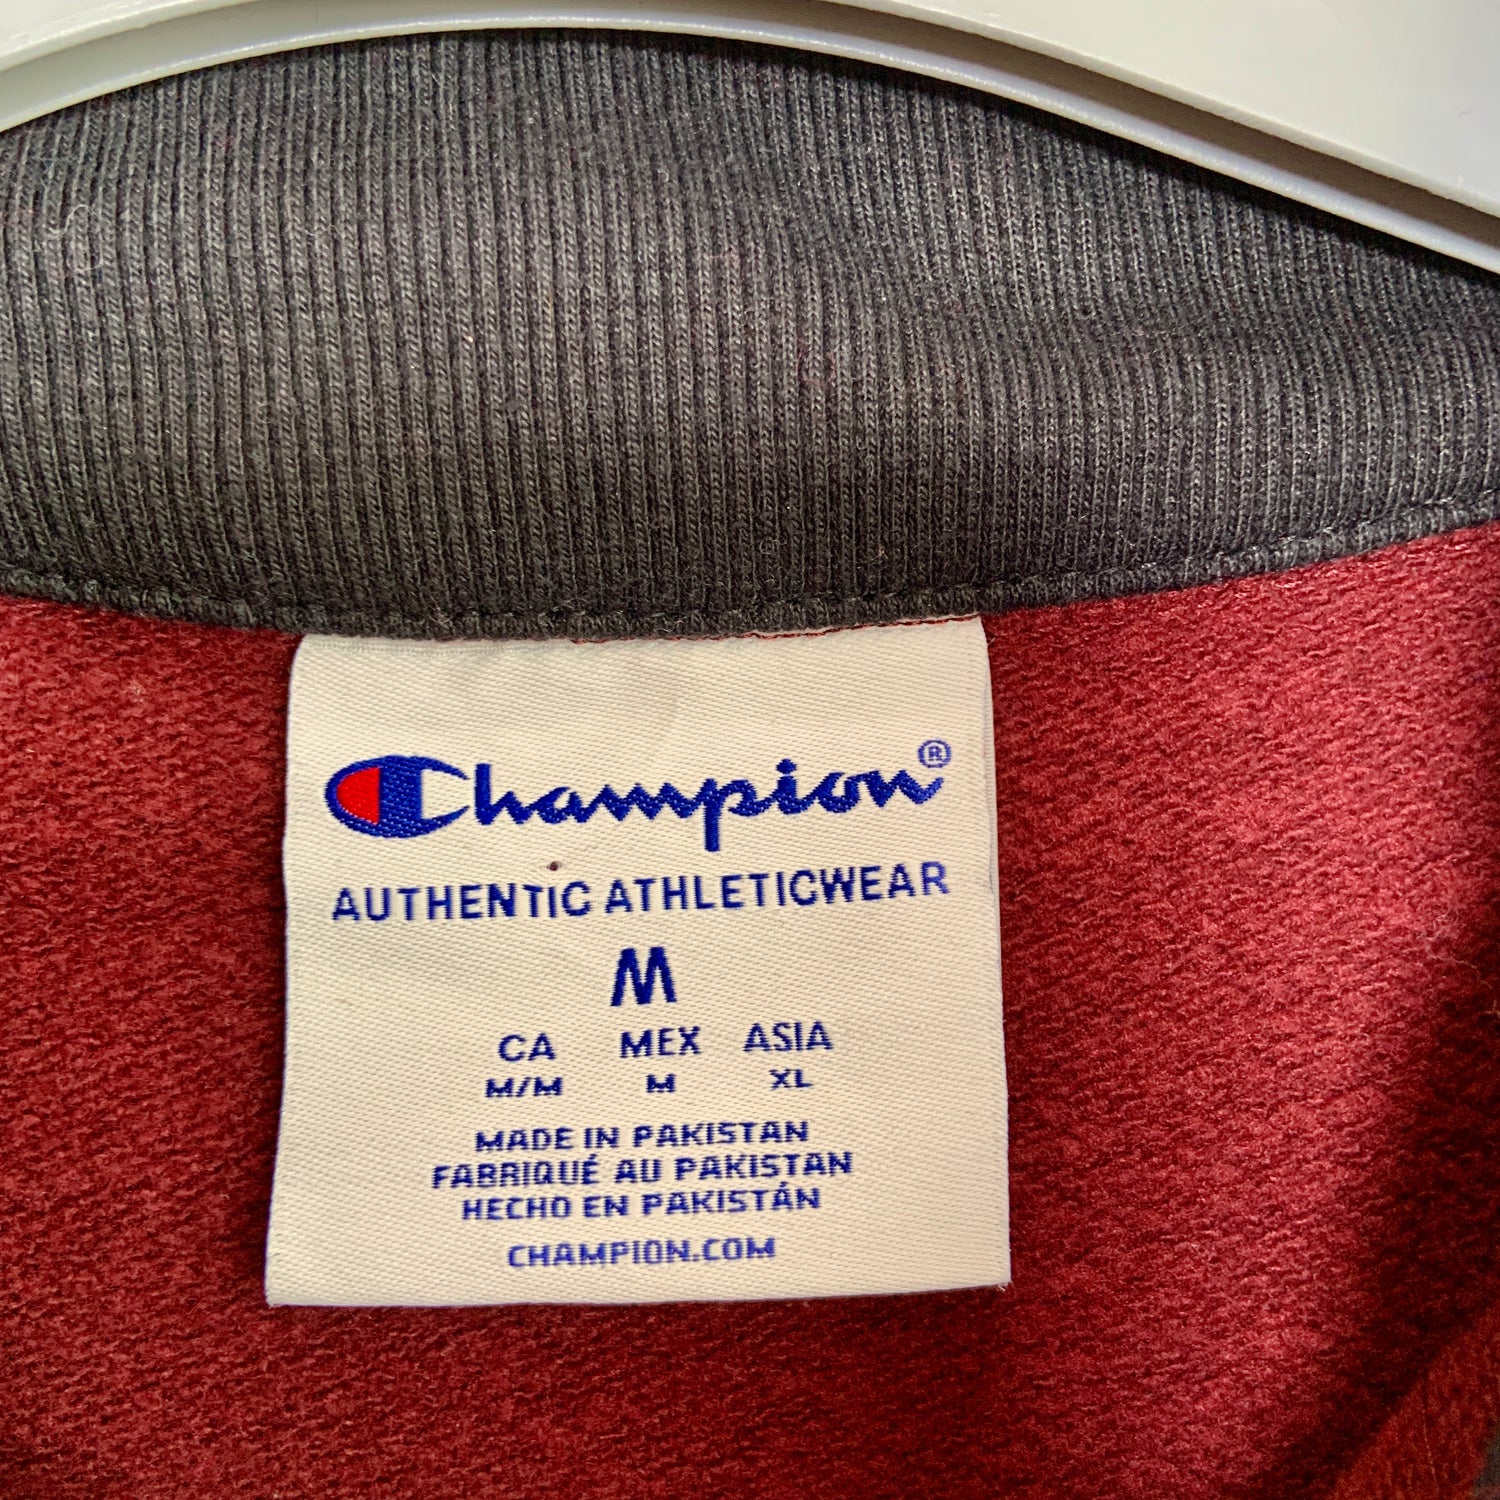 Champion®
AUTHENTIC ATHLETICWEAR
M
CA MEX ASIA
M/M M XL
MADE IN PAKISTAN
FABRIQUÉ AU PAKISTAN
HECHO EN PAKISTÁN
CHAMPION.COM